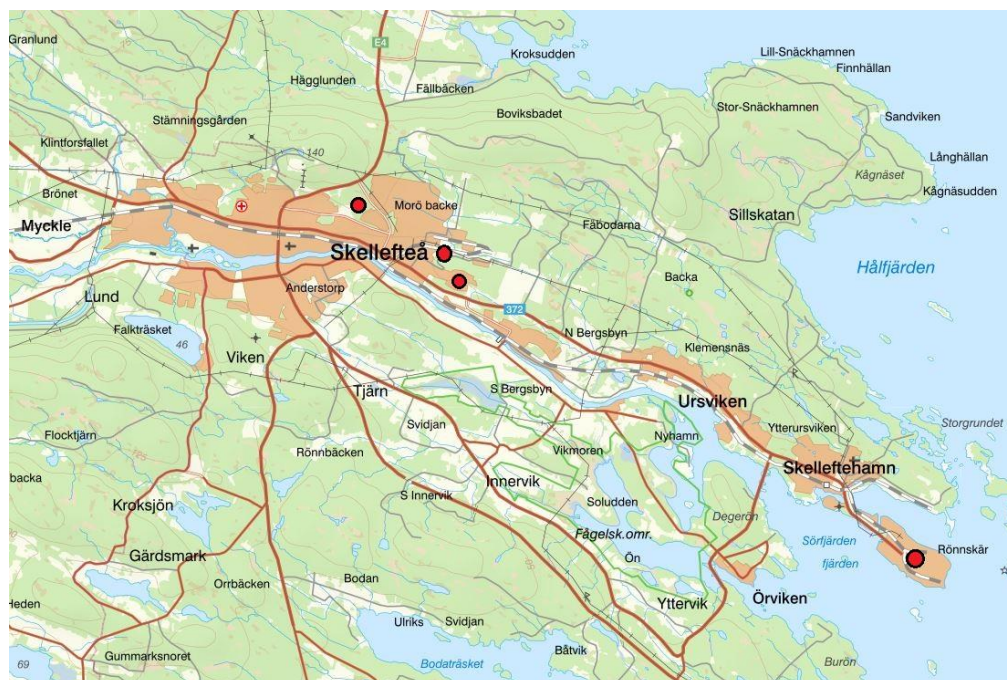 Granlund
E4
Kroksudden
Lill-Snäckhamnen
Finnhällan
Hägglunden
Fällbäcken
Stor-Snäckhamnen
Boviksbadet
Sandviken
Stämningsgården
Klintforsfallet
140
Långhällan
Kågnäset
Brönet
Morö backe
Kågnäsudden
Sillskatan
Myckle
Fäbodarna
Skellefteå
Hålfjärden
Backa
Anderstorp
Lund
372
Falkträsket
N Bergsbyn
46
Klemensnäs
Viken
S Bergsbyn
Tjärn
Ursviken
Storgrundet
Svidjan
Ytterursviken
Flocktjärn
Nyhamn
Rönnbäcken
Vikmoren
Skelleftehamn
backa
Innervik
S Innervik
Kroksjön
Soludden
Degerön
Fågelsk.omr.
Sörfjärden
Gärdsmark
Rönnskär
Ön
fjärden
Bodan
Orrbäcken
Heden
Yttervik
Örviken
Ulriks
Svidjan
Båtvik
Gummarksnoret
69
Bodaträsket
Burön